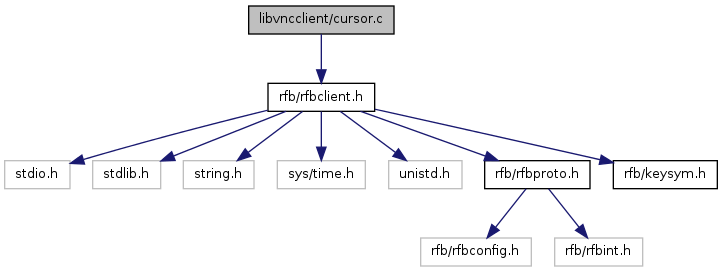 libvncclient/cursor.c
rfb/rfbclient.h
stdio.h
stdlib.h
string.h
sys/time.h
unistd.h
rfb/rfbproto.h
rfb/keysym.h
rfb/rfbconfig.h
rfb/rfbint.h